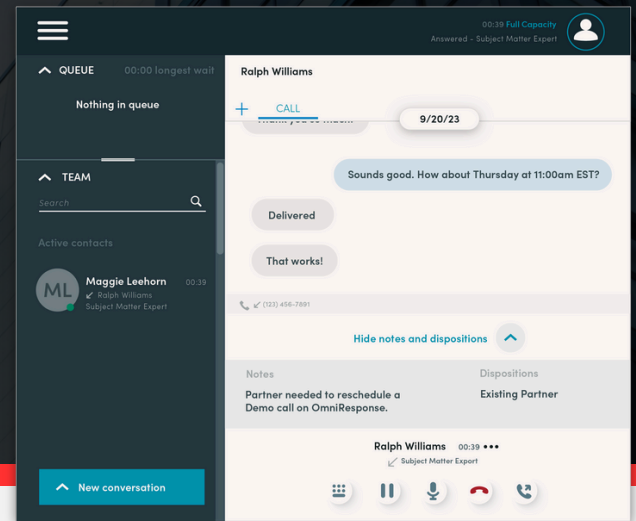 00:39 Full Capacity
Answered - Subject Matter Expert
QUEUE 00:00 longest wait
Nothing in queue
TEAM
Search
Active contacts
ML
Maggie Leehorn 00:39
Ralph Williams
Subject Matter Expert
New conversation
Ralph Williams
+ CALL
9/20/23
Sounds good. How about Thursday at 11:00am EST?
Delivered
That works!
(123) 456-7891
Hide notes and dispositions
Notes Dispositions
Partner needed to reschedule a Existing Partner
Demo call on OmniResponse.
Ralph Williams 00:39 •••
Subject Matter Export